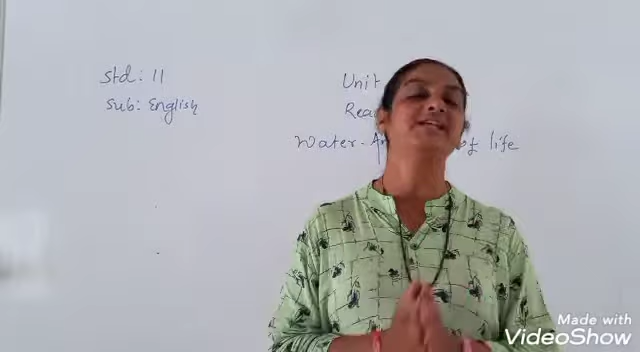 Std: 11
Sub: English
Unit
Rea
Water - A of life
Made with
VideoShow